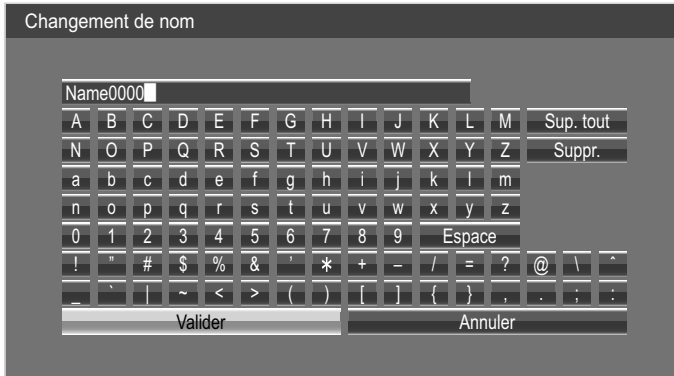 Changement de nom
Name0000
A B C D E F G H I J K L M Sup. tout
N O P Q R S T U V W X Y Z Suppr.
a b c d e f g h i j k l m
n o p q r s t u v w x y z
0 1 2 3 4 5 6 7 8 9 Espace
! " # $ % & ' * + – / = ? @ \ ^
_ ` | ~ < > ( ) [ ] { } , . ; :
Valider Annuler